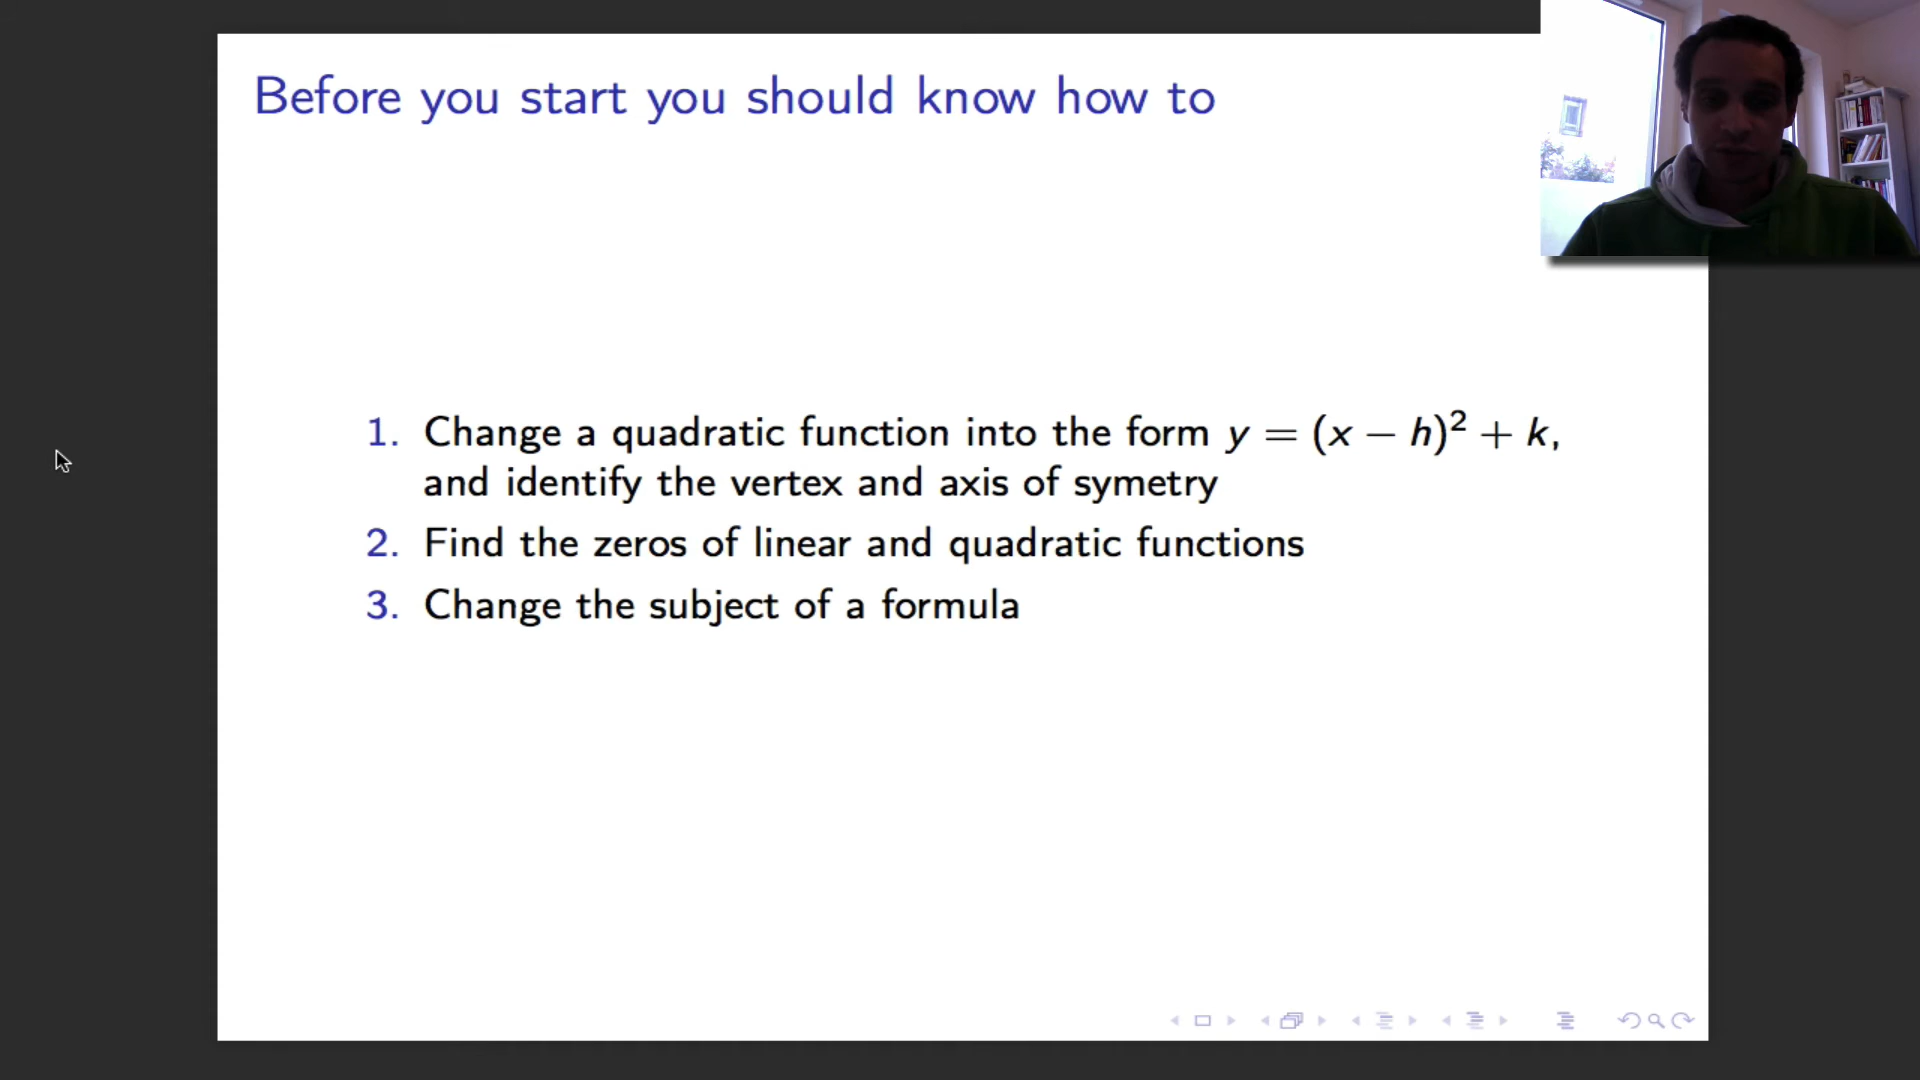 Before you start you should know how to
1. Change a quadratic function into the form y = (x − h)² + k,
and identify the vertex and axis of symetry
2. Find the zeros of linear and quadratic functions
3. Change the subject of a formula